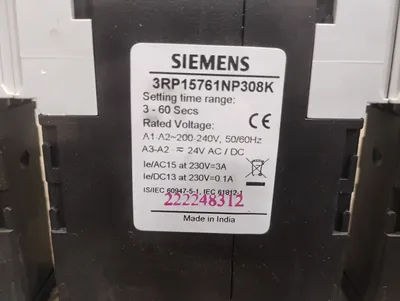 SIEMENS
3RP15761NP308K
Setting time range:
3 - 60 Secs
Rated Voltage:
A1-A2~200-240V, 50/60Hz
A3-A2 ≂ 24V AC / DC
CE
Ie/AC15 at 230V=3A
Ie/DC13 at 230V=0.1A
IS/IEC 60947-5-1, IEC 61812-1
222248312
Made in India